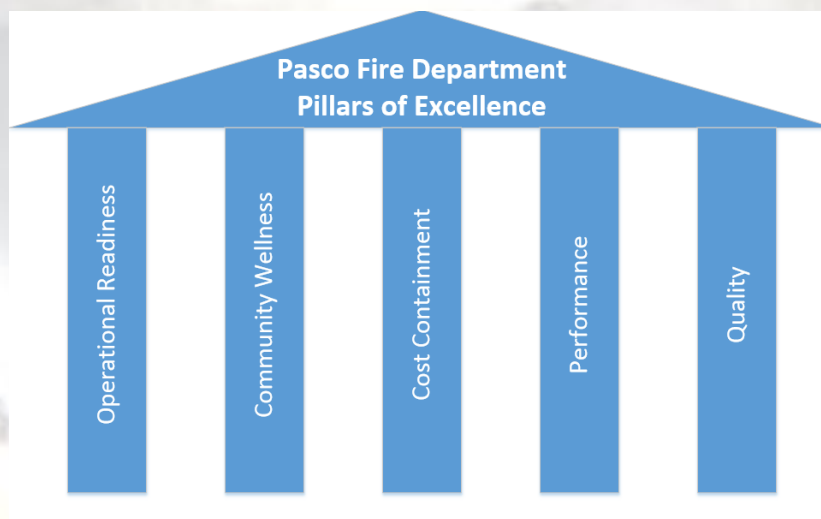 Pasco Fire Department
Pillars of Excellence
Operational Readiness
Community Wellness
Cost Containment
Performance
Quality